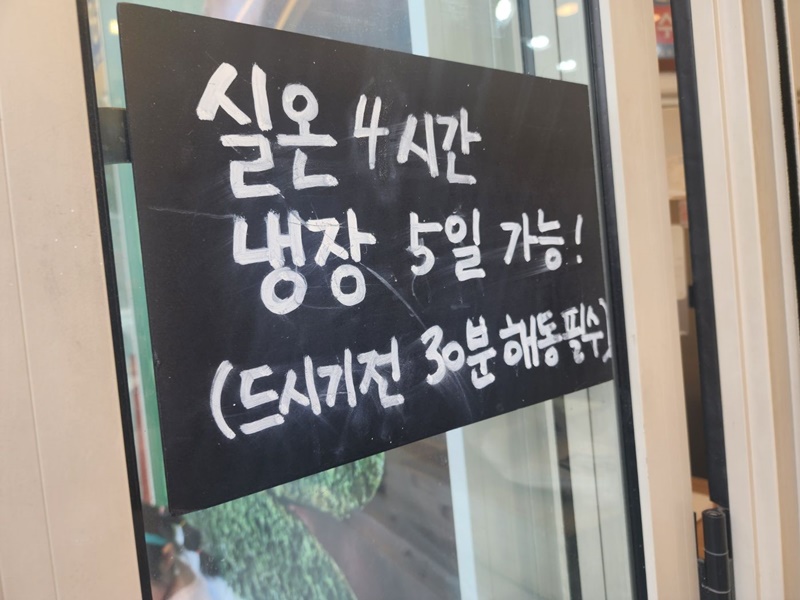 실온 4시간
냉장 5일 가능!
(드시기전 30분 해동필수)